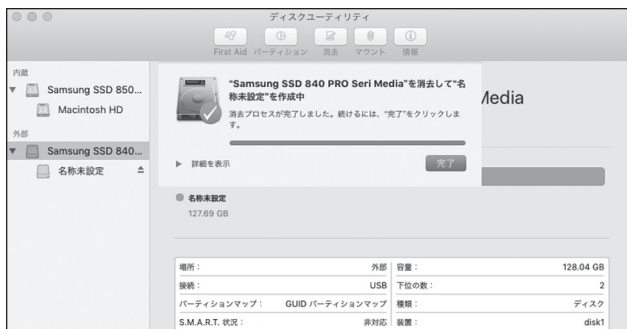 ディスクユーティリティ
First Aid パーティション 消去 マウント 情報
内蔵
Samsung SSD 850...
Macintosh HD
外部
Samsung SSD 840...
名称未設定
"Samsung SSD 840 PRO Seri Media"を消去して"名
称未設定"を作成中
消去プロセスが完了しました。続けるには、"完了"をクリックしま
す。
詳細を表示
完了
Media
名称未設定
127.69 GB
場所： 外部 容量： 128.04 GB
接続： USB 下位の数： 2
パーティションマップ： GUID パーティションマップ 種類： ディスク
S.M.A.R.T. 状況： 非対応 装置： disk1